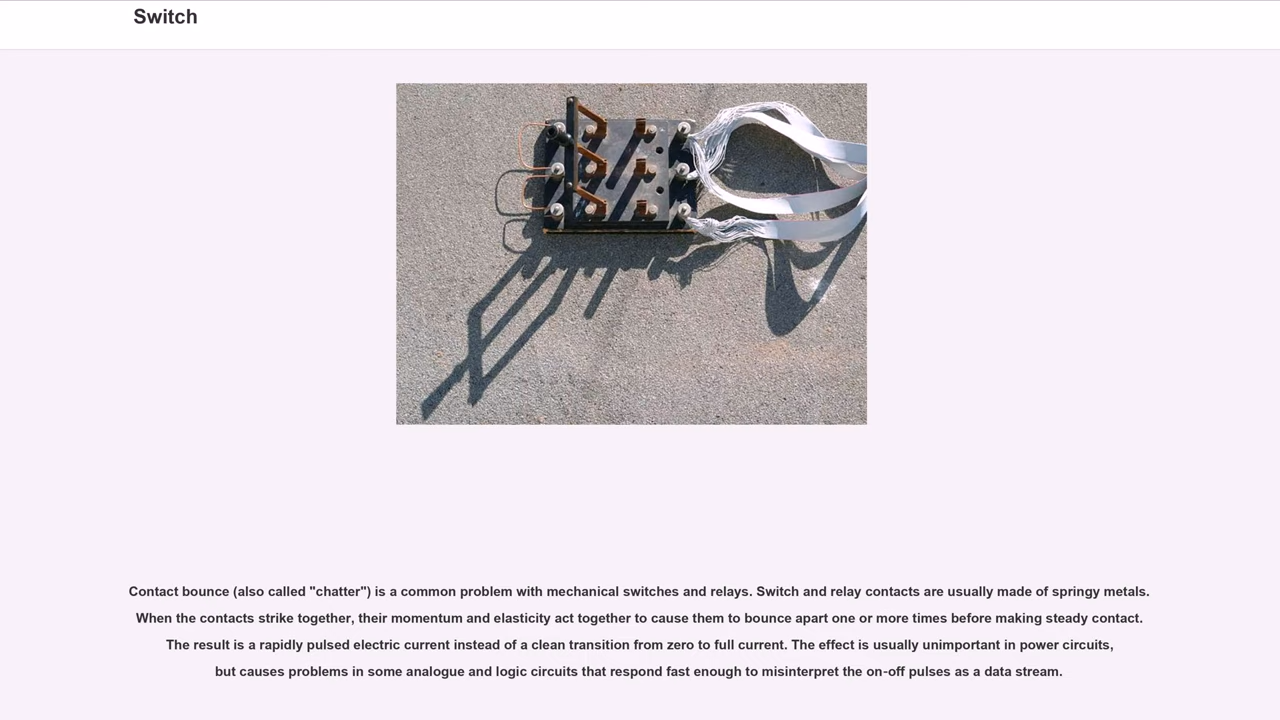 Switch
Contact bounce (also called "chatter") is a common problem with mechanical switches and relays. Switch and relay contacts are usually made of springy metals.
When the contacts strike together, their momentum and elasticity act together to cause them to bounce apart one or more times before making steady contact.
The result is a rapidly pulsed electric current instead of a clean transition from zero to full current. The effect is usually unimportant in power circuits,
but causes problems in some analogue and logic circuits that respond fast enough to misinterpret the on-off pulses as a data stream.